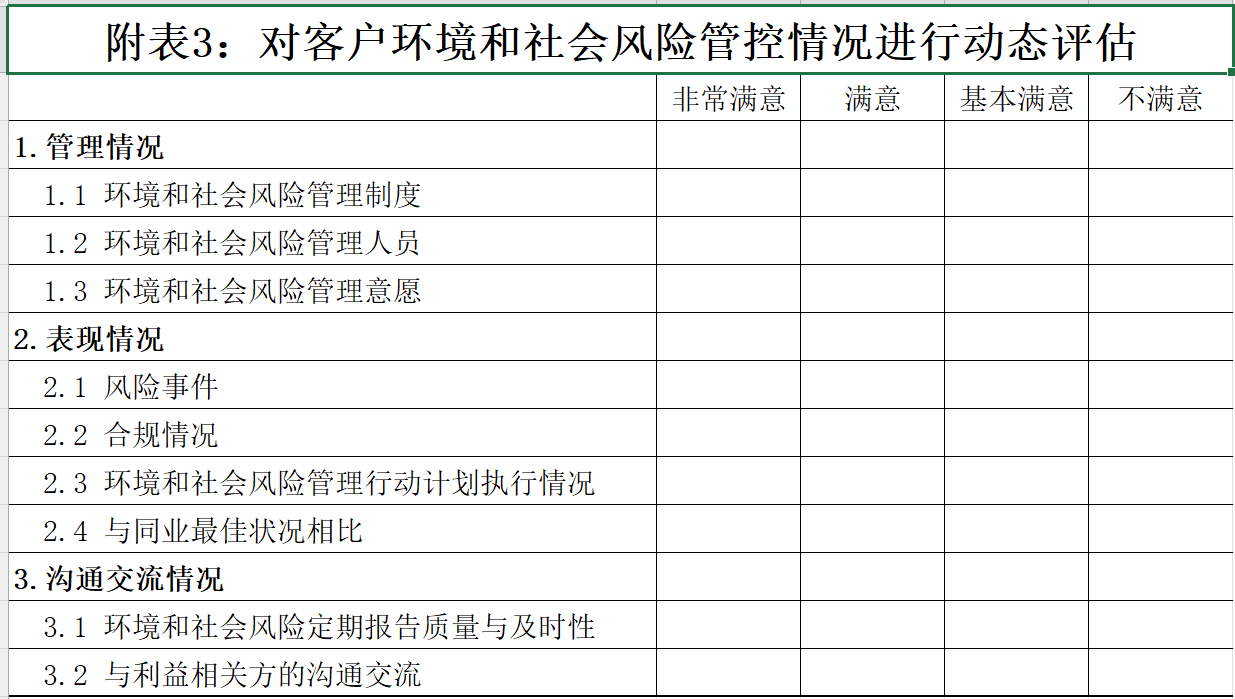 附表3：对客户环境和社会风险管控情况进行动态评估
非常满意 满意 基本满意 不满意
1.管理情况
1.1 环境和社会风险管理制度
1.2 环境和社会风险管理人员
1.3 环境和社会风险管理意愿
2.表现情况
2.1 风险事件
2.2 合规情况
2.3 环境和社会风险管理行动计划执行情况
2.4 与同业最佳状况相比
3.沟通交流情况
3.1 环境和社会风险定期报告质量与及时性
3.2 与利益相关方的沟通交流